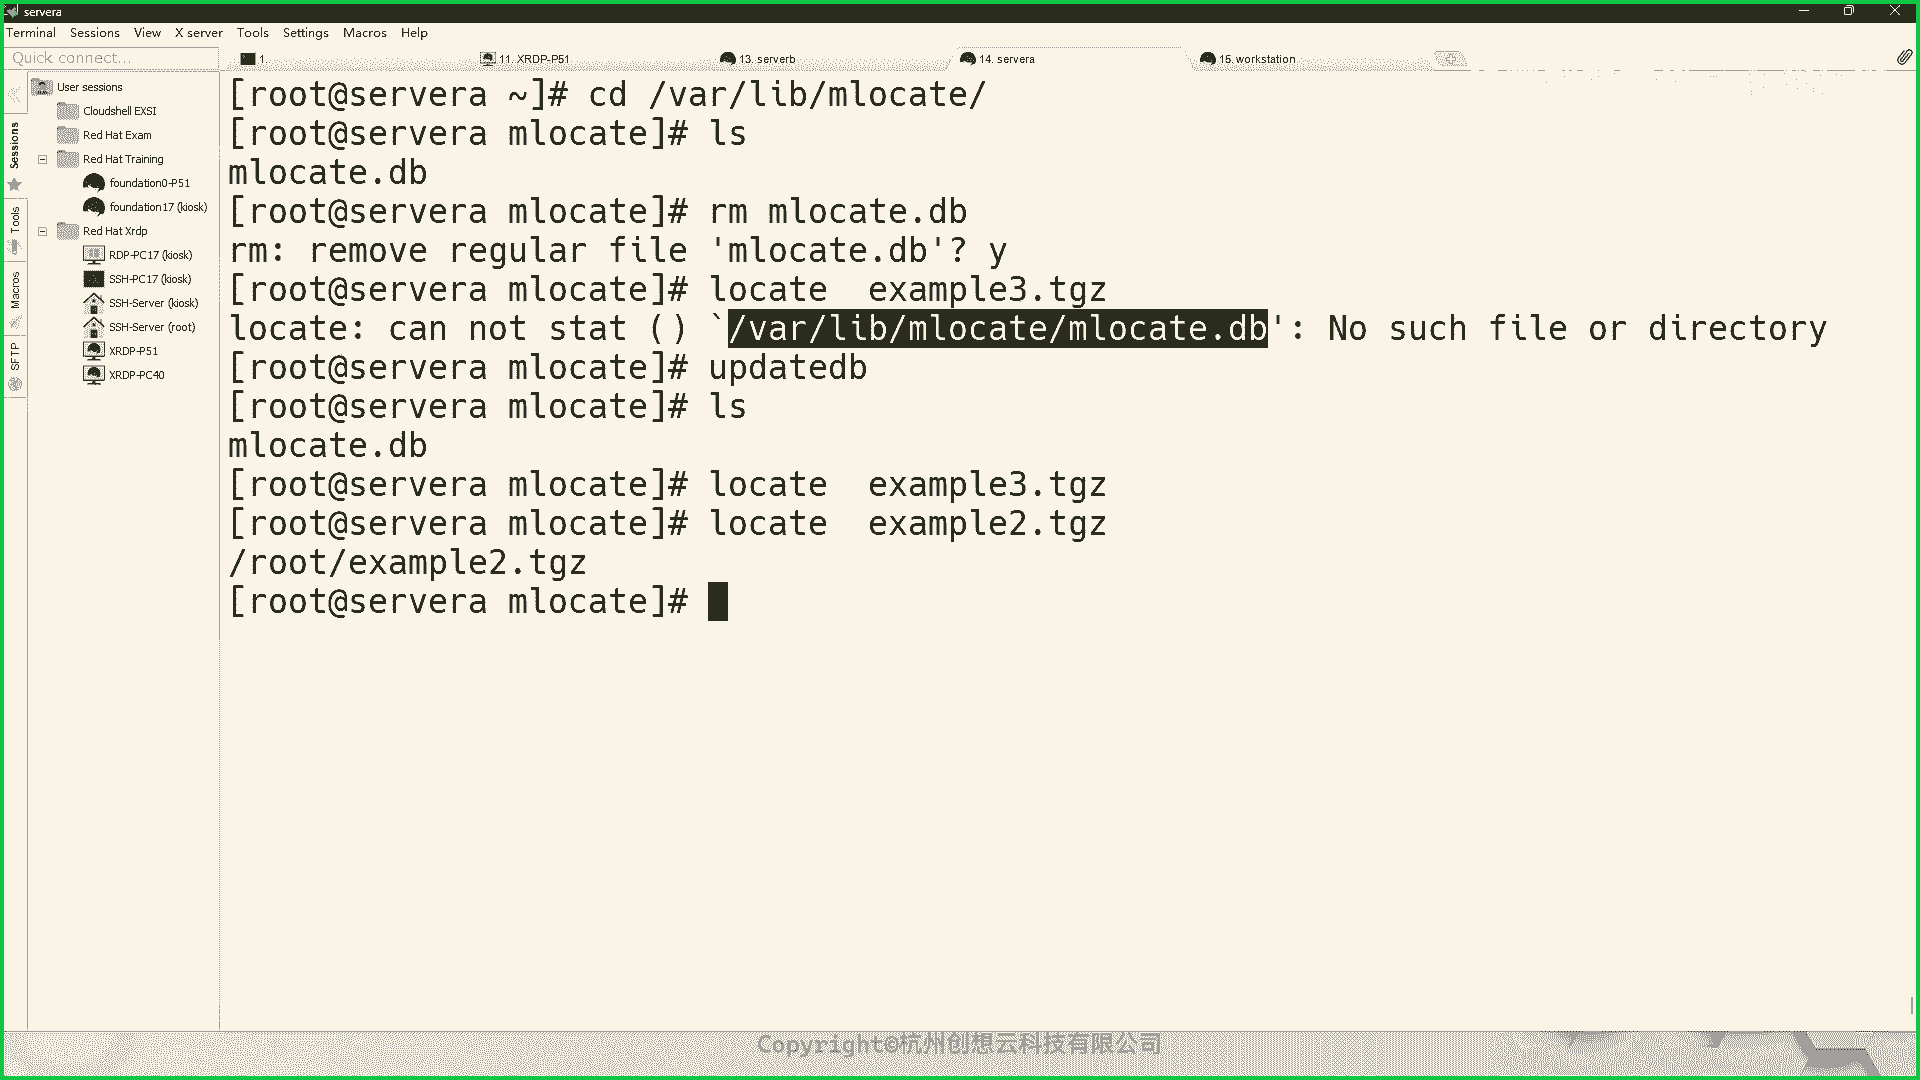 servera
Terminal Sessions View X server Tools Settings Macros Help
Quick connect...
1. 11. XRDP-P51 13. serverb 14. servera 15. workstation
Sessions
Tools
Macros
SFTP
User sessions
Cloudshell EXSI
Red Hat Exam
Red Hat Training
foundation0-P51
foundation17 (kiosk)
Red Hat Xrdp
RDP-PC17 (kiosk)
SSH-PC17 (kiosk)
SSH-Server (kiosk)
SSH-Server (root)
XRDP-P51
XRDP-PC40
[root@servera ~]# cd /var/lib/mlocate/
[root@servera mlocate]# ls
mlocate.db
[root@servera mlocate]# rm mlocate.db
rm: remove regular file 'mlocate.db'? y
[root@servera mlocate]# locate  example3.tgz
locate: can not stat () `/var/lib/mlocate/mlocate.db': No such file or directory
[root@servera mlocate]# updatedb
[root@servera mlocate]# ls
mlocate.db
[root@servera mlocate]# locate  example3.tgz
[root@servera mlocate]# locate  example2.tgz
/root/example2.tgz
[root@servera mlocate]#
Copyright©杭州创想云科技有限公司